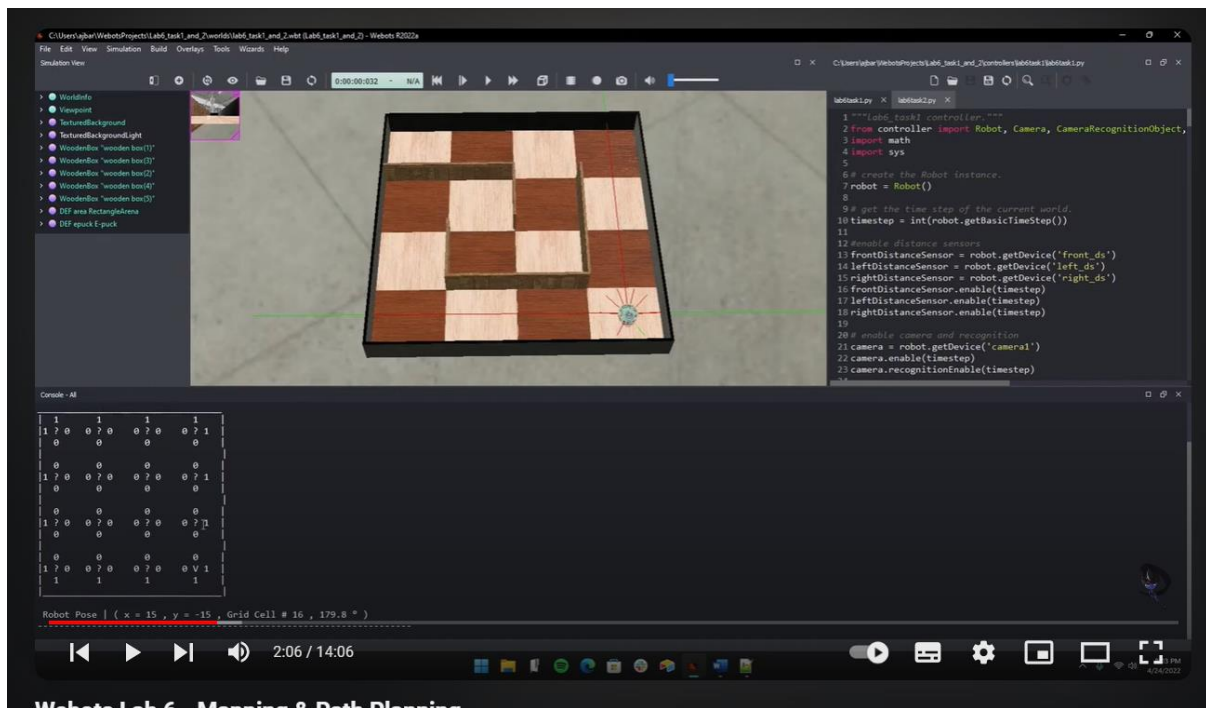 C:\Users\ajbar\WebotsProjects\Lab6_task1_and_2\worlds\lab6_task1_and_2.wbt (Lab6_task1_and_2) - Webots R2022a
File Edit View Simulation Build Overlays Tools Wizards Help
Simulation View
0:00:00:032 - N/A
WorldInfo
Viewpoint
TexturedBackground
TexturedBackgroundLight
WoodenBox "wooden box(1)"
WoodenBox "wooden box(3)"
WoodenBox "wooden box(2)"
WoodenBox "wooden box(4)"
WoodenBox "wooden box(5)"
DEF area RectangleArena
DEF epuck E-puck
C:\Users\ajbar\WebotsProjects\Lab6_task1_and_2\controllers\lab6task1\lab6task1.py
lab6task1.py × lab6task2.py ×
1 """lab6_task1 controller."""
2 from controller import Robot, Camera, CameraRecognitionObject,
3 import math
4 import sys
5
6 # create the Robot instance.
7 robot = Robot()
8
9 # get the time step of the current world.
10 timestep = int(robot.getBasicTimeStep())
11
12 #enable distance sensors
13 frontDistanceSensor = robot.getDevice('front_ds')
14 leftDistanceSensor = robot.getDevice('left_ds')
15 rightDistanceSensor = robot.getDevice('right_ds')
16 frontDistanceSensor.enable(timestep)
17 leftDistanceSensor.enable(timestep)
18 rightDistanceSensor.enable(timestep)
19
20 # enable camera and recognition
21 camera = robot.getDevice('camera1')
22 camera.enable(timestep)
23 camera.recognitionEnable(timestep)
Console - All
| 1 1 1 1 |
|1 ? 0 0 ? 0 0 ? 0 0 ? 1 |
| 0 0 0 0 |
| |
| 0 0 0 0 |
|1 ? 0 0 ? 0 0 ? 0 0 ? 1 |
| 0 0 0 0 |
| |
| 0 0 0 0 |
|1 ? 0 0 ? 0 0 ? 0 0 ? 1 |
| 0 0 0 0 |
| |
| 0 0 0 0 |
|1 ? 0 0 ? 0 0 ? 0 0 V 1 |
| 1 1 1 1 |
Robot Pose | ( x = 15 , y = -15 , Grid Cell # 16 , 179.8 ° )
2:06 / 14:06
PM
4/24/2022
Webots Lab 6 - Mapping & Path Planning